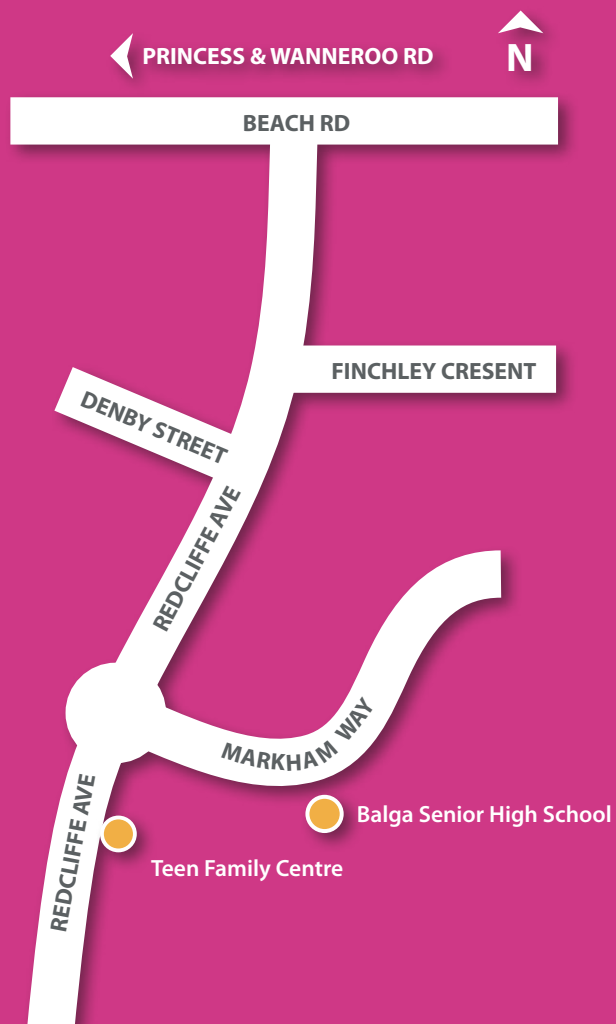 PRINCESS & WANNEROO RD
N
BEACH RD
FINCHLEY CRESENT
DENBY STREET
REDCLIFFE AVE
MARKHAM WAY
REDCLIFFE AVE
Balga Senior High School
Teen Family Centre